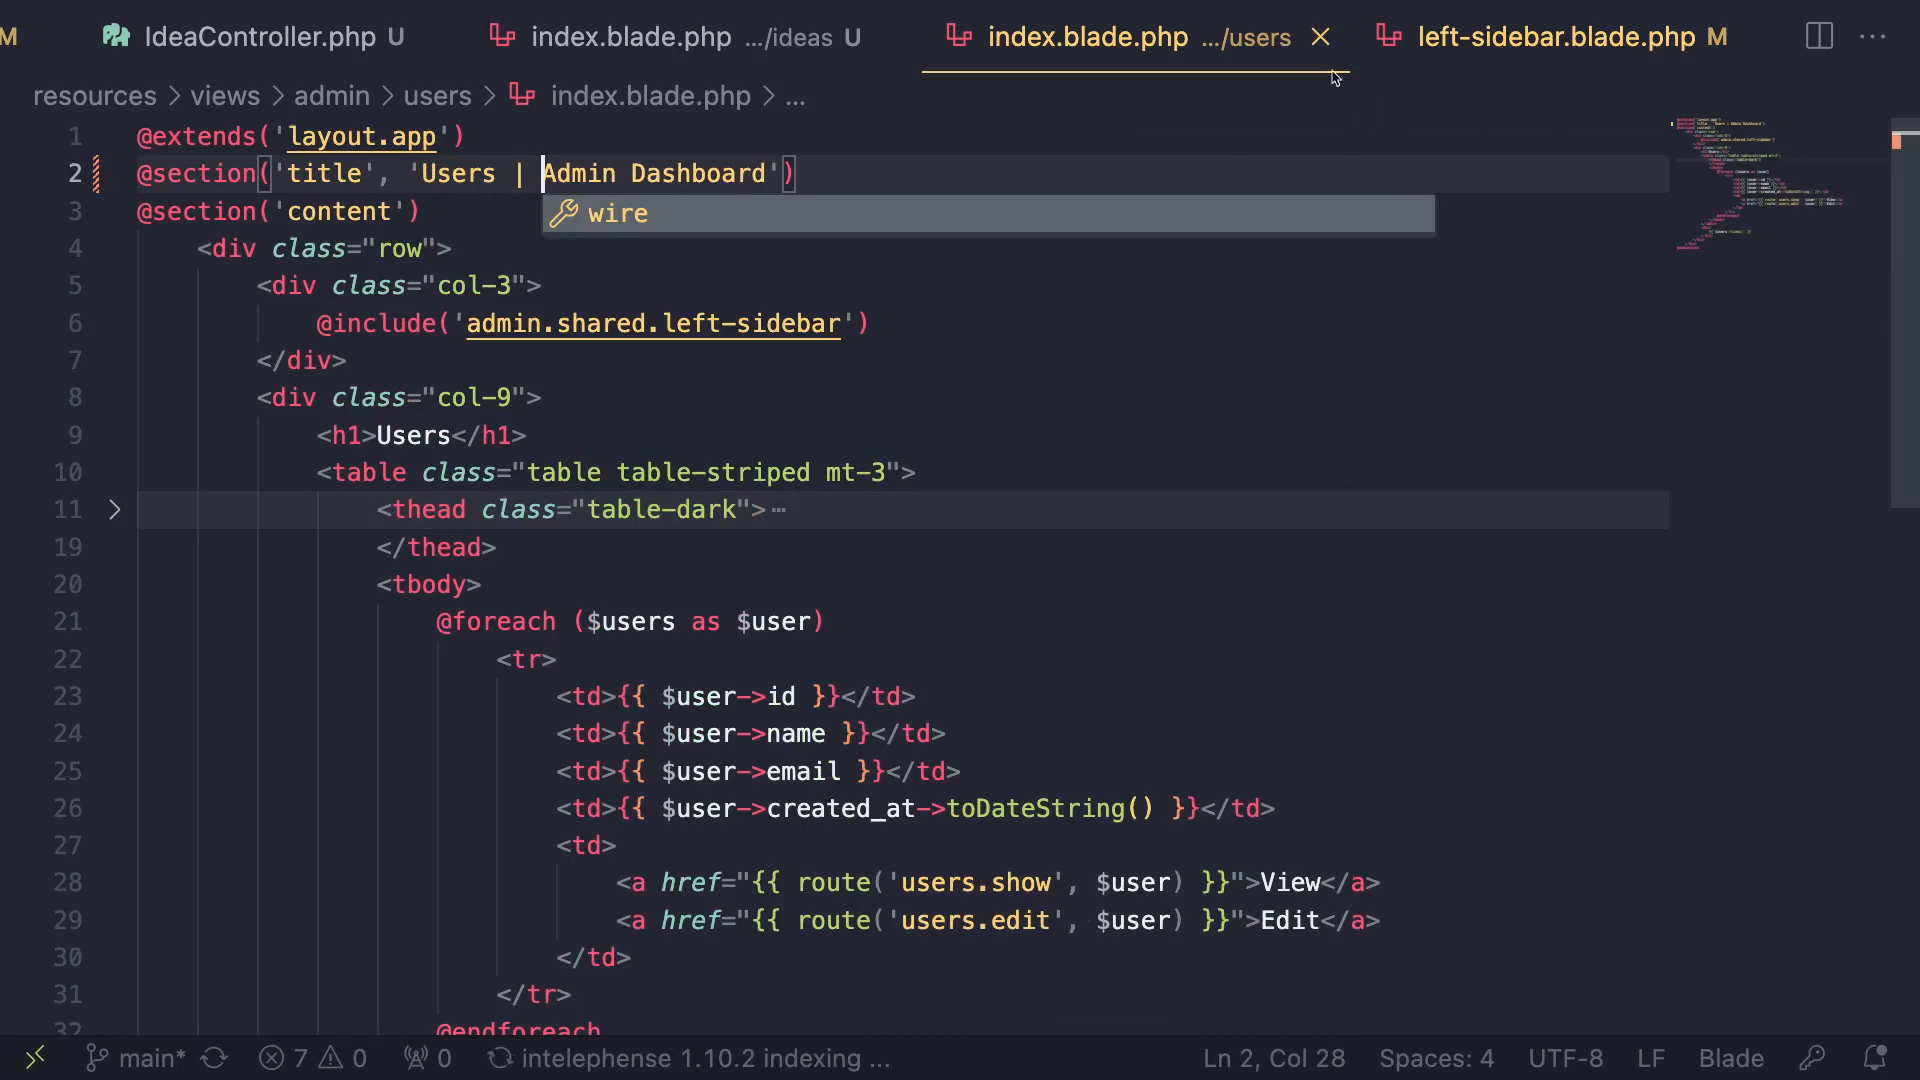 M IdeaController.php U index.blade.php .../ideas U index.blade.php .../users left-sidebar.blade.php M ...
resources > views > admin > users > index.blade.php > ...
1 @extends('layout.app')
2 @section('title', 'Users | Admin Dashboard')
wire
3 @section('content')
4 <div class="row">
5 <div class="col-3">
6 @include('admin.shared.left-sidebar')
7 </div>
8 <div class="col-9">
9 <h1>Users</h1>
10 <table class="table table-striped mt-3">
11 <thead class="table-dark">⋯
19 </thead>
20 <tbody>
21 @foreach ($users as $user)
22 <tr>
23 <td>{{ $user->id }}</td>
24 <td>{{ $user->name }}</td>
25 <td>{{ $user->email }}</td>
26 <td>{{ $user->created_at->toDateString() }}</td>
27 <td>
28 <a href="{{ route('users.show', $user) }}">View</a>
29 <a href="{{ route('users.edit', $user) }}">Edit</a>
30 </td>
31 </tr>
32 @endforeach
main* 7 0 0 intelephense 1.10.2 indexing ... Ln 2, Col 28 Spaces: 4 UTF-8 LF Blade